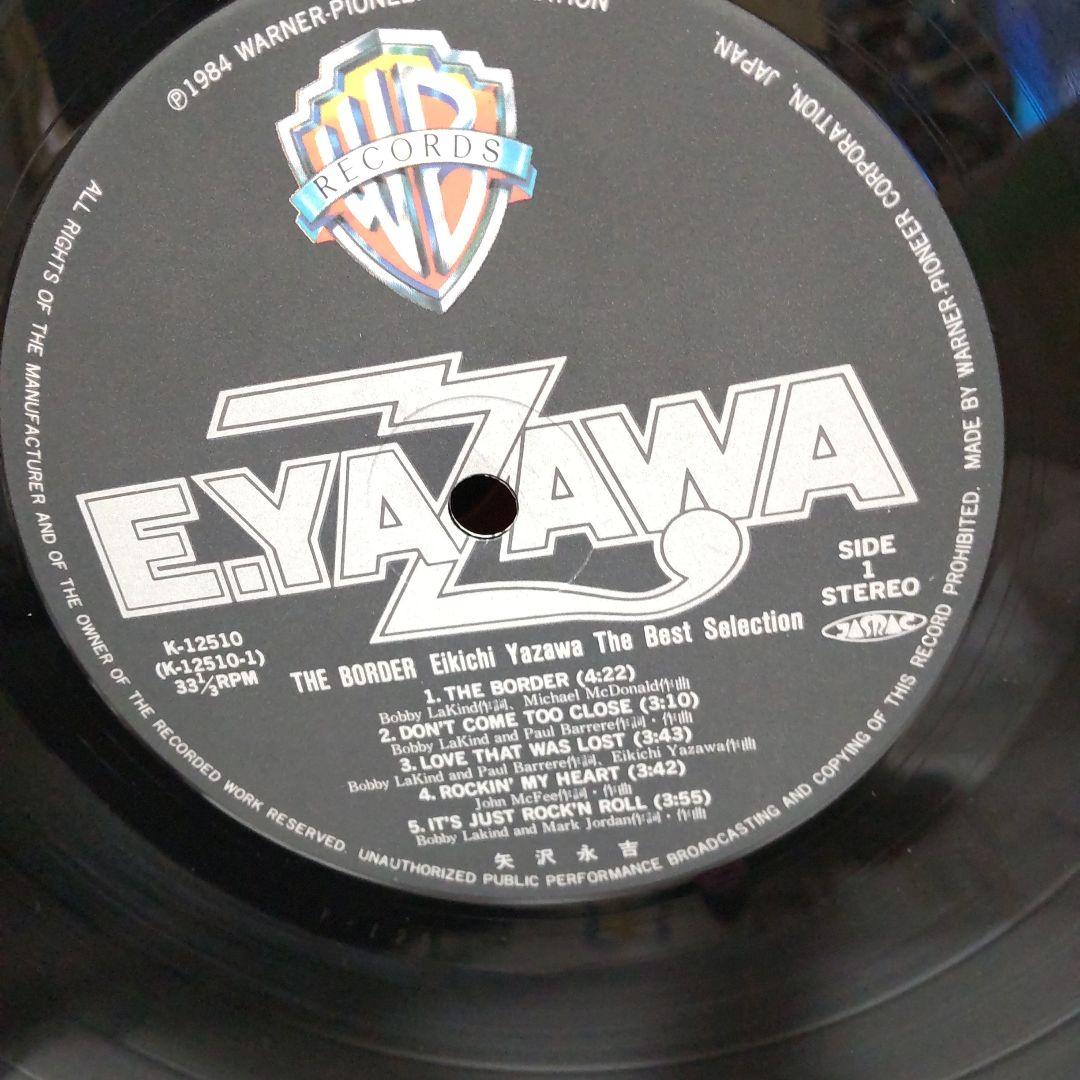 ℗1984 WARNER-PIONEER CORPORATION, JAPAN.
WB
RECORDS
E.YAZAWA
SIDE
1
STEREO
JASRAC
K-12510
(K-12510-1)
33⅓RPM
THE BORDER Eikichi Yazawa The Best Selection
1. THE BORDER (4:22)
Bobby LaKind作詞、Michael McDonald作曲
2. DON'T COME TOO CLOSE (3:10)
Bobby LaKind and Paul Barrere作詞・作曲
3. LOVE THAT WAS LOST (3:43)
Bobby LaKind and Paul Barrere作詞、Eikichi Yazawa作曲
4. ROCKIN' MY HEART (3:42)
John McFee作詞・作曲
5. IT'S JUST ROCK'N ROLL (3:55)
Bobby Lakind and Mark Jordan作詞・作曲
矢沢永吉
ALL RIGHTS OF THE MANUFACTURER AND OF THE OWNER OF THE RECORDED WORK RESERVED. UNAUTHORIZED PUBLIC PERFORMANCE BROADCASTING AND COPYING OF THIS RECORD PROHIBITED. MADE BY WARNER-PIONEER CORPORATION, JAPAN.